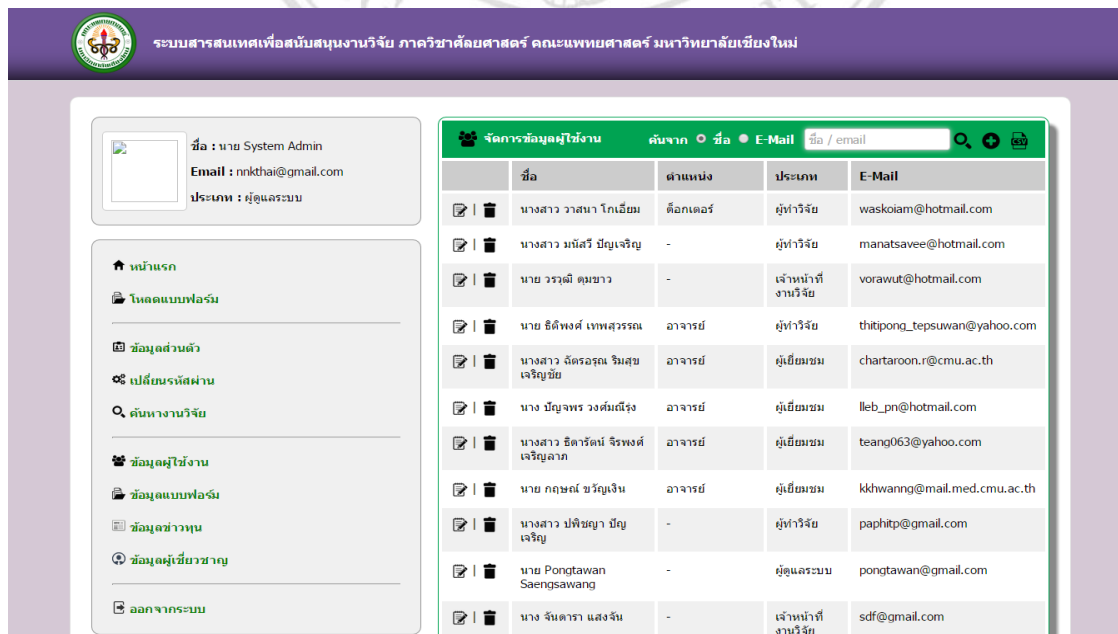 ระบบสารสนเทศเพื่อสนับสนุนงานวิจัย ภาควิชาศัลยศาสตร์ คณะแพทยศาสตร์ มหาวิทยาลัยเชียงใหม่
ชื่อ : นาย System Admin
Email : nnkthai@gmail.com
ประเภท : ผู้ดูแลระบบ
หน้าแรก
โหลดแบบฟอร์ม
ข้อมูลส่วนตัว
เปลี่ยนรหัสผ่าน
ค้นหางานวิจัย
ข้อมูลผู้ใช้งาน
ข้อมูลแบบฟอร์ม
ข้อมูลข่าวทุน
ข้อมูลผู้เชี่ยวชาญ
ออกจากระบบ
จัดการข้อมูลผู้ใช้งาน ค้นจาก ชื่อ E-Mail ชื่อ / email CSV
ชื่อ ตำแหน่ง ประเภท E-Mail
| นางสาว วาสนา โกเอี่ยม ด็อกเตอร์ ผู้ทำวิจัย waskoiam@hotmail.com
| นางสาว มนัสวี ปัญเจริญ - ผู้ทำวิจัย manatsavee@hotmail.com
| นาย วรวุฒิ ตุมขาว - เจ้าหน้าที่ vorawut@hotmail.com
งานวิจัย
| นาย ธิติพงศ์ เทพสุวรรณ อาจารย์ ผู้ทำวิจัย thitipong_tepsuwan@yahoo.com
| นางสาว ฉัตรอรุณ ริมสุข อาจารย์ ผู้เยี่ยมชม chartaroon.r@cmu.ac.th
เจริญชัย
| นาง ปัญจพร วงศ์มณีรุ่ง อาจารย์ ผู้เยี่ยมชม lleb_pn@hotmail.com
| นางสาว ธิดารัตน์ จิรพงศ์ อาจารย์ ผู้เยี่ยมชม teang063@yahoo.com
เจริญลาภ
| นาย กฤษณ์ ขวัญเงิน อาจารย์ ผู้เยี่ยมชม kkhwanng@mail.med.cmu.ac.th
| นางสาว ปพิชญา ปัญ - ผู้ทำวิจัย paphitp@gmail.com
เจริญ
| นาย Pongtawan - ผู้ดูแลระบบ pongtawan@gmail.com
Saengsawang
| นาง จันดารา แสงจัน - เจ้าหน้าที่ sdf@gmail.com
งานวิจัย